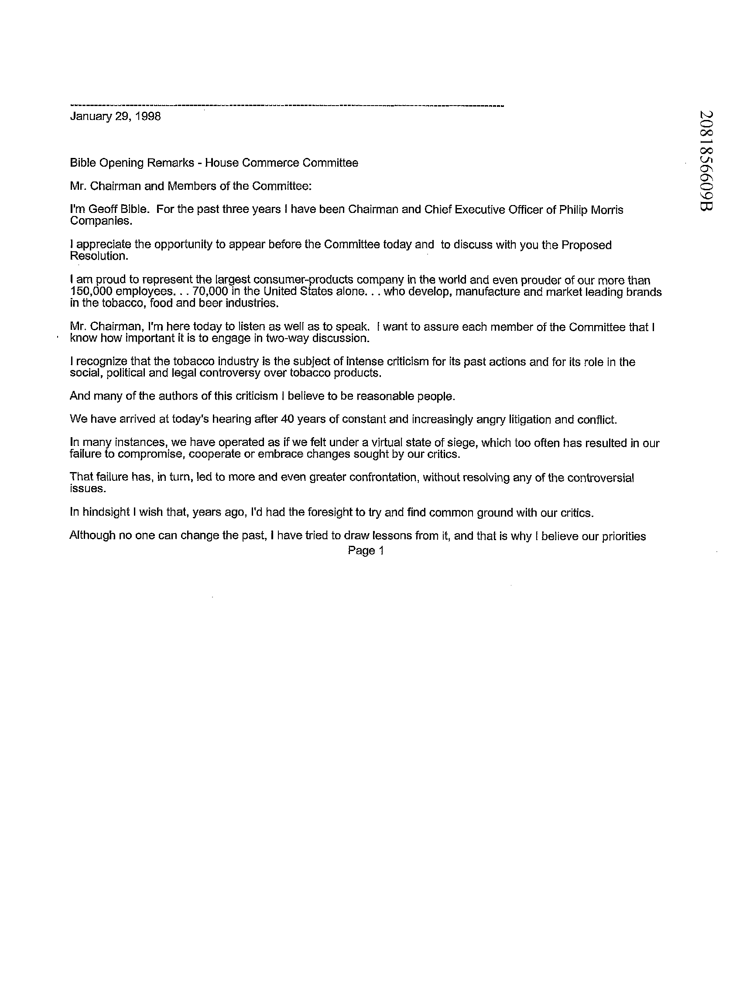 January 29, 1998
Bible Opening Remarks - House Commerce Committee
Mr. Chairman and Members of the Committee:
I'm Geoff Bible. For the past three years I have been Chairman and Chief Executive Officer of Philip Morris
Companies.
I appreciate the opportunity to appear before the Committee today and to discuss with you the Proposed
Resolution.
I am proud to represent the largest consumer-products company in the world and even prouder of our more than
150,000 employees. . . 70,000 in the United States alone. . . who develop, manufacture and market leading brands
in the tobacco, food and beer industries.
Mr. Chairman, I'm here today to listen as well as to speak. I want to assure each member of the Committee that I
know how important it is to engage in two-way discussion.
I recognize that the tobacco industry is the subject of intense criticism for its past actions and for its role in the
social, political and legal controversy over tobacco products.
And many of the authors of this criticism I believe to be reasonable people.
We have arrived at today's hearing after 40 years of constant and increasingly angry litigation and conflict.
In many instances, we have operated as if we felt under a virtual state of siege, which too often has resulted in our
failure to compromise, cooperate or embrace changes sought by our critics.
That failure has, in turn, led to more and even greater confrontation, without resolving any of the controversial
issues.
In hindsight I wish that, years ago, I'd had the foresight to try and find common ground with our critics.
Although no one can change the past, I have tried to draw lessons from it, and that is why I believe our priorities
Page 1
2081856609B